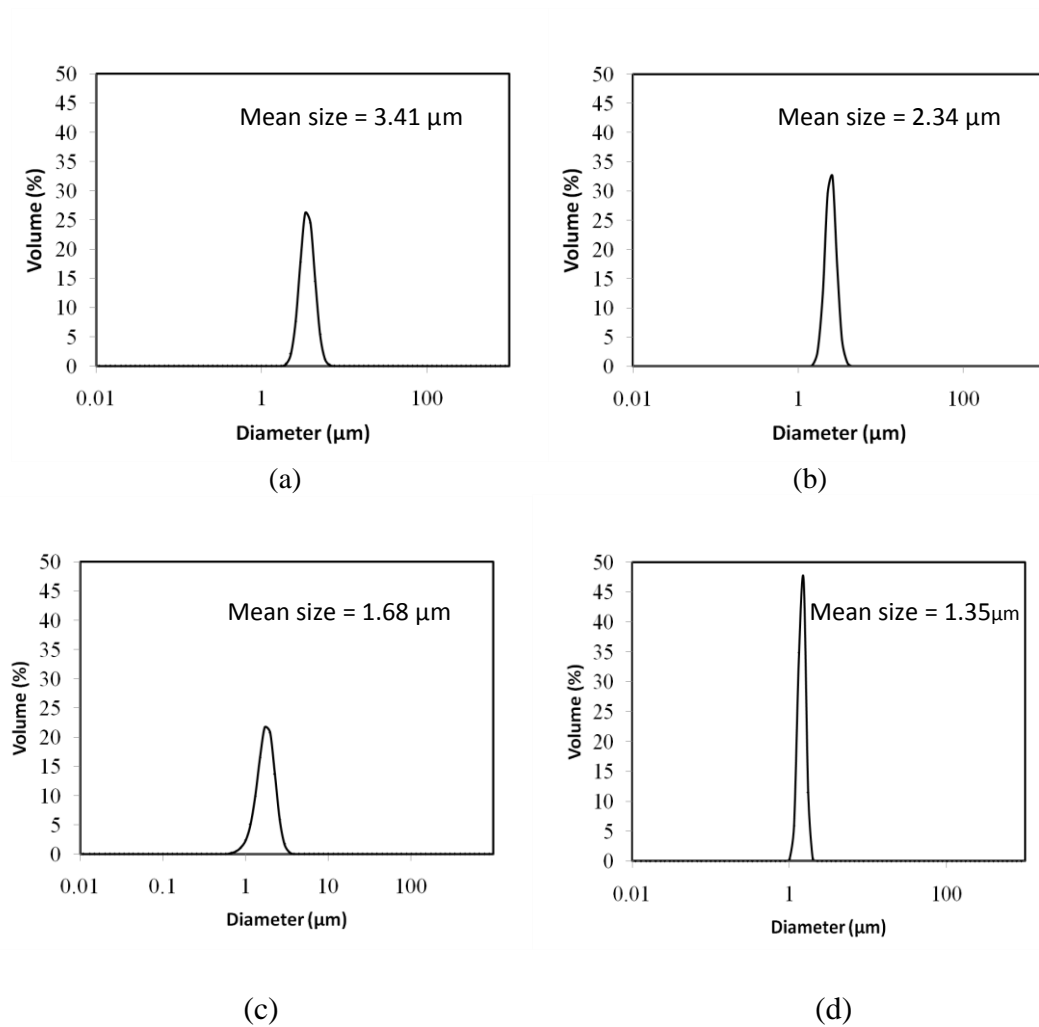 50
45
40
35
30
25
20
15
10
5
0
Volume (%)
Mean size = 3.41 µm
0.01 1 100
Diameter (µm)
(a)
50
45
40
35
30
25
20
15
10
5
0
Volume (%)
Mean size = 2.34 µm
0.01 1 100
Diameter (µm)
(b)
50
45
40
35
30
25
20
15
10
5
0
Volume (%)
Mean size = 1.68 µm
0.01 0.1 1 10 100
Diameter (µm)
(c)
50
45
40
35
30
25
20
15
10
5
0
Volume (%)
Mean size = 1.35µm
0.01 1 100
Diameter (µm)
(d)